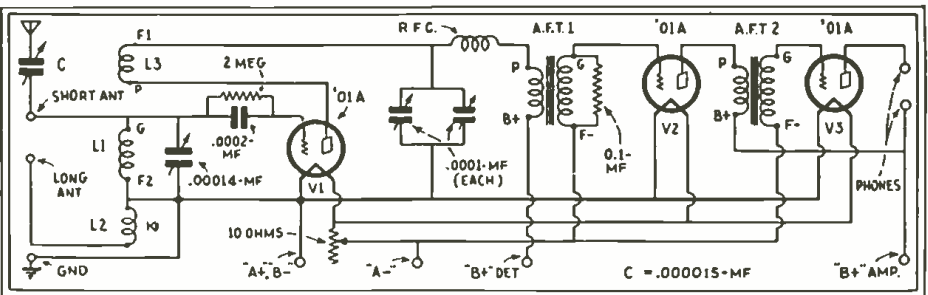 C
SHORT ANT
LONG ANT
GND
F1
L3
P
2 MEG
.0002-MF
L1
G
F2
L2
.00014-MF
'01A
V1
10 OHMS
"A+, B-"
"A-"
R.F.C.
.0001-MF (EACH)
A.F.T.1
P
B+
G
F-
0.1-MF
"B+" DET
'01A
V2
A.F.T 2
P
B+
G
F-
'01A
V3
PHONES
C = .000015-MF
"B+" AMP.